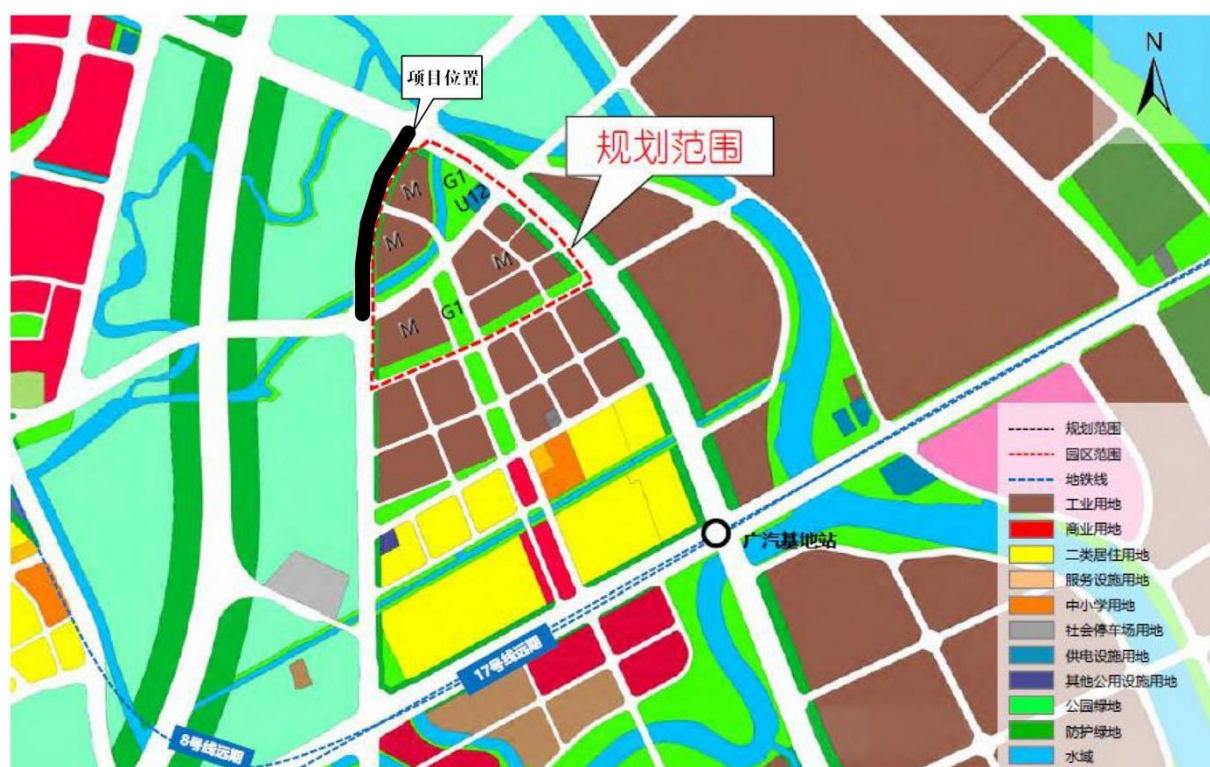 N
项目位置
规划范围
M
G1
U12
M
M
G1
M
广汽基地站
17号线远期
8号线远期
规划范围
园区范围
地铁线
工业用地
商业用地
二类居住用地
服务设施用地
中小学用地
社会停车场用地
供电设施用地
其他公用设施用地
公园绿地
防护绿地
水域